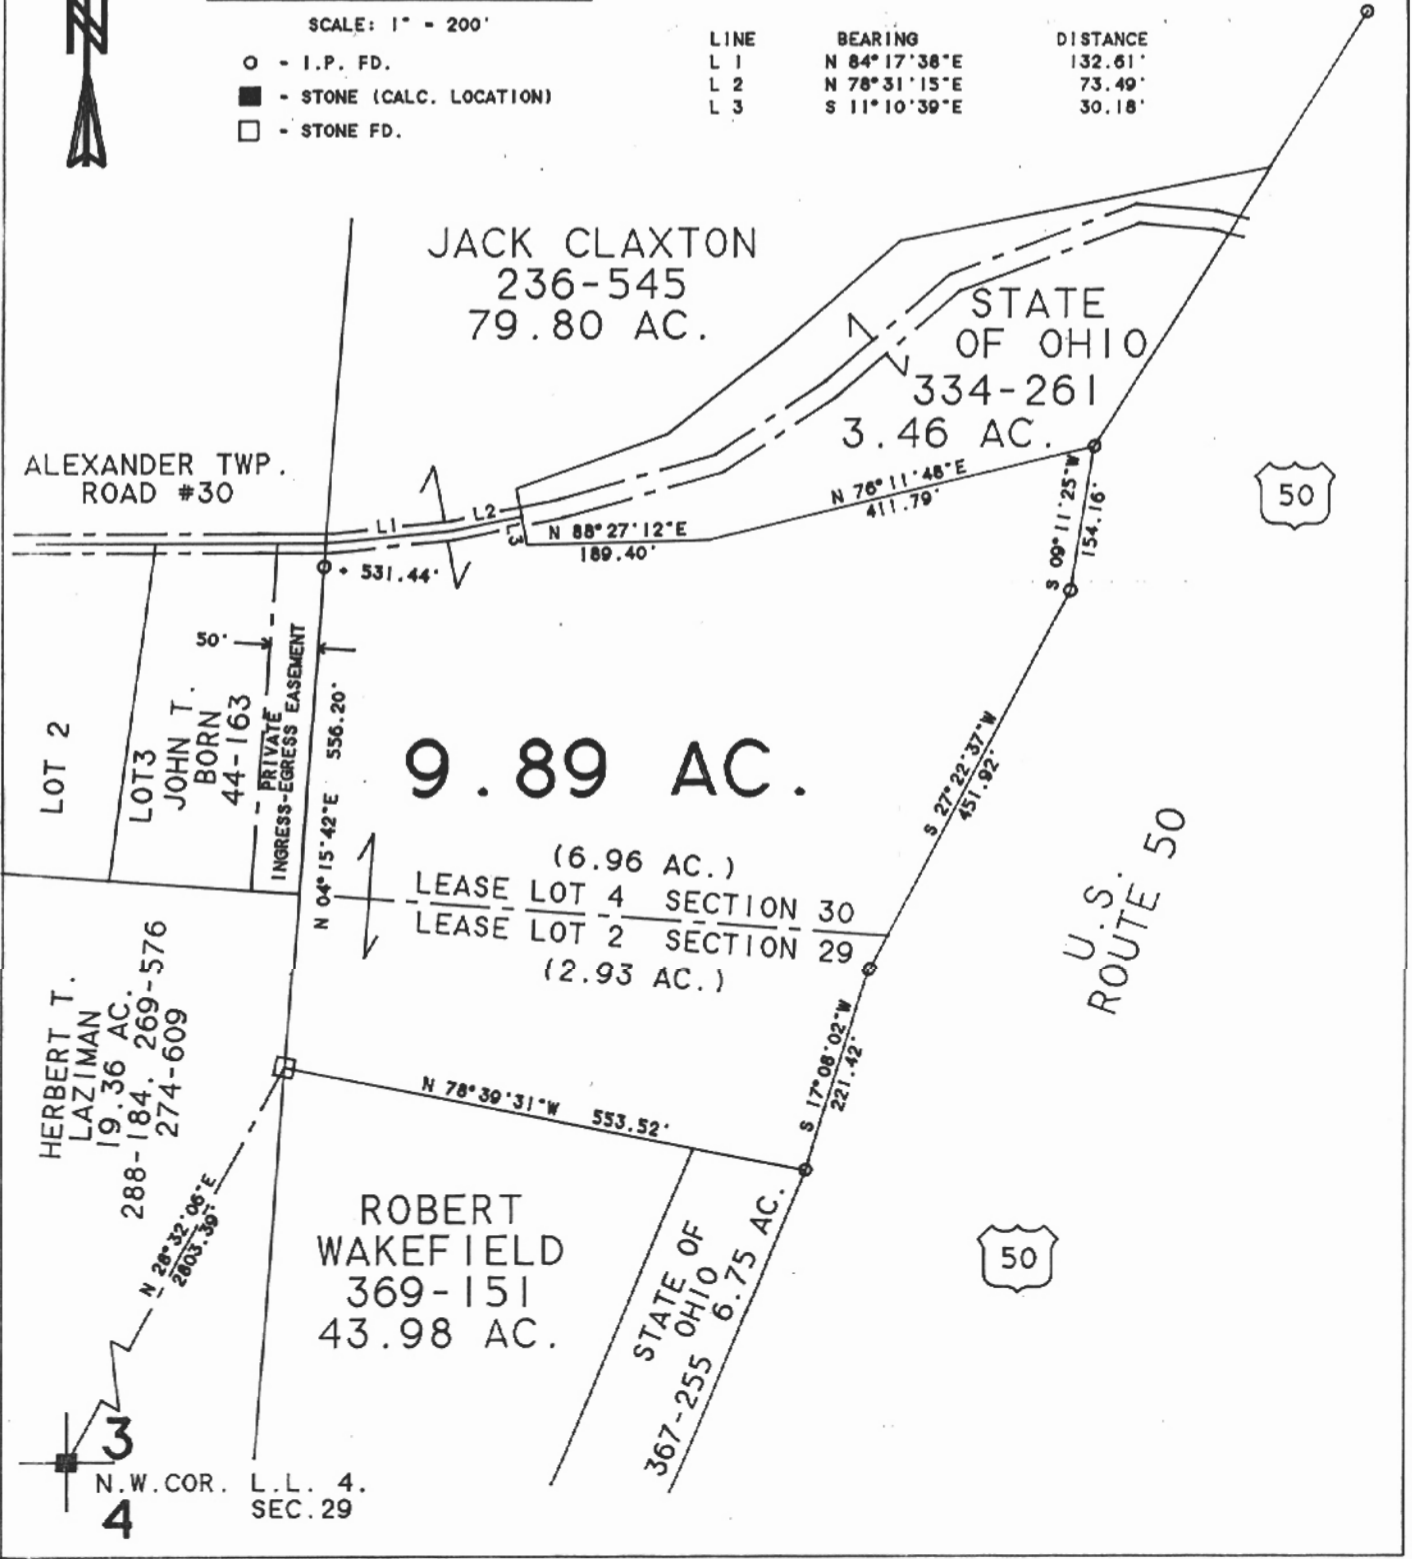 N
SCALE: 1" - 200'
O - I.P. FD.
■ - STONE (CALC. LOCATION)
□ - STONE FD.
LINE BEARING DISTANCE
L 1 N 84°17'38"E 132.61'
L 2 N 78°31'15"E 73.49'
L 3 S 11°10'39"E 30.18'
JACK CLAXTON
236-545
79.80 AC.
STATE
OF OHIO
334-261
3.46 AC.
ALEXANDER TWP.
ROAD #30
L1
L2
L3
N 88°27'12"E
189.40'
N 76°11'48"E
411.79'
S 09°11'25"W
154.16'
50
531.44'
50'
PRIVATE
INGRESS-EGRESS EASEMENT
N 04°15'42"E 556.20'
LOT 2
LOT3
JOHN T.
BORN
44-163
9.89 AC.
S 27°22'37"W
451.92'
(6.96 AC.)
LEASE LOT 4 SECTION 30
LEASE LOT 2 SECTION 29
(2.93 AC.)
U.S.
ROUTE 50
HERBERT T.
LAZIMAN
19.36 AC.
288-184, 269-576
274-609
S 17°08'02"W
221.42'
N 78°39'31"W 553.52'
N 28°32'06"E
2803.39'
ROBERT
WAKEFIELD
369-151
43.98 AC.
STATE OF
OHIO
367-255 6.75 AC.
50
3
N.W.COR. L.L. 4.
SEC.29
4